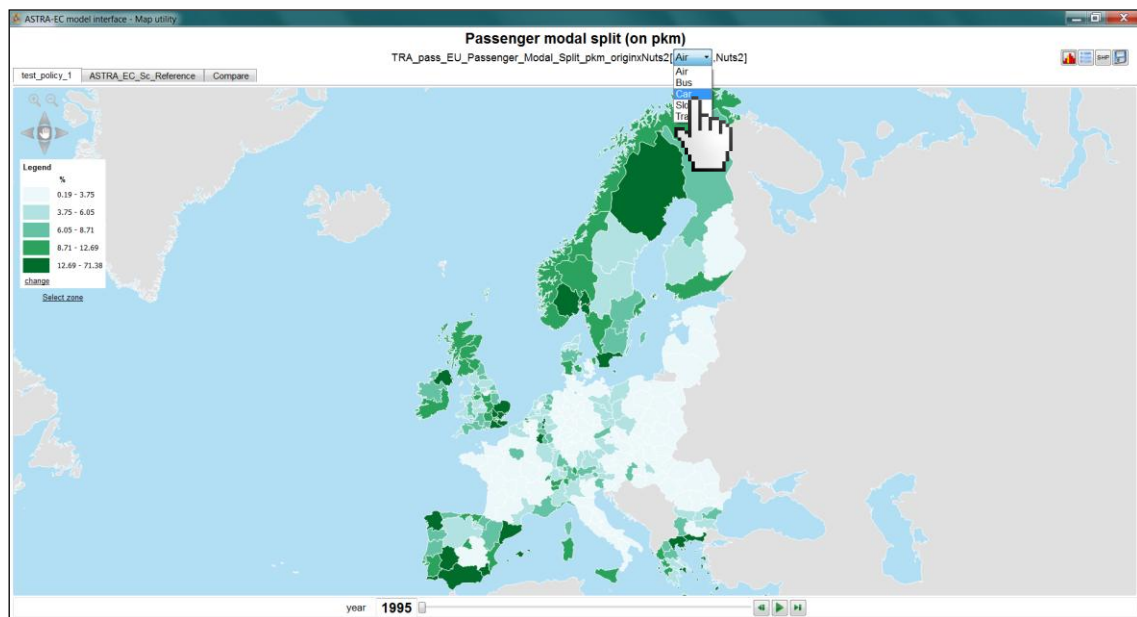 ASTRA-EC model interface - Map utility
Passenger modal split (on pkm)
TRA_pass_EU_Passenger_Modal_Split_pkm_originxNuts2[ Air ,Nuts2]
Air
Bus
Car
test_policy_1 ASTRA_EC_Sc_Reference Compare
SHP
Legend
%
0.19 - 3.75
3.75 - 6.05
6.05 - 8.71
8.71 - 12.69
12.69 - 71.38
change
Select zone
year 1995